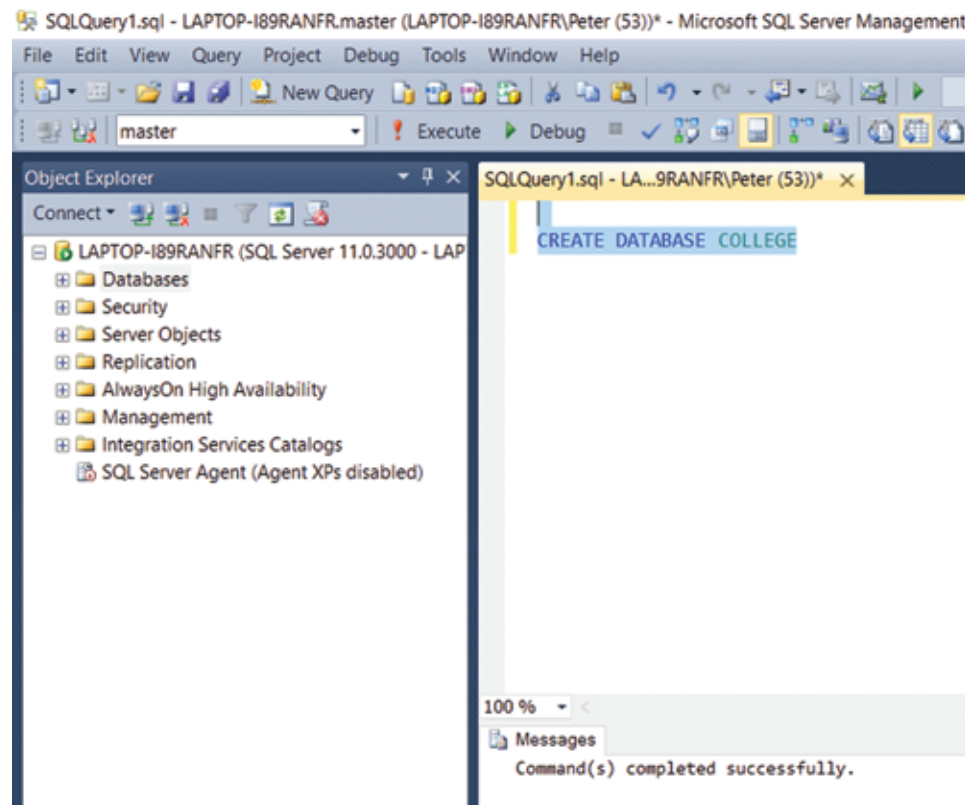 SQLQuery1.sql - LAPTOP-I89RANFR.master (LAPTOP-I89RANFR\Peter (53))* - Microsoft SQL Server Management
File Edit View Query Project Debug Tools Window Help
New Query
master Execute Debug
Object Explorer
Connect
LAPTOP-I89RANFR (SQL Server 11.0.3000 - LAP
Databases
Security
Server Objects
Replication
AlwaysOn High Availability
Management
Integration Services Catalogs
SQL Server Agent (Agent XPs disabled)
SQLQuery1.sql - LA...9RANFR\Peter (53))*
CREATE DATABASE COLLEGE
100 %
Messages
Command(s) completed successfully.